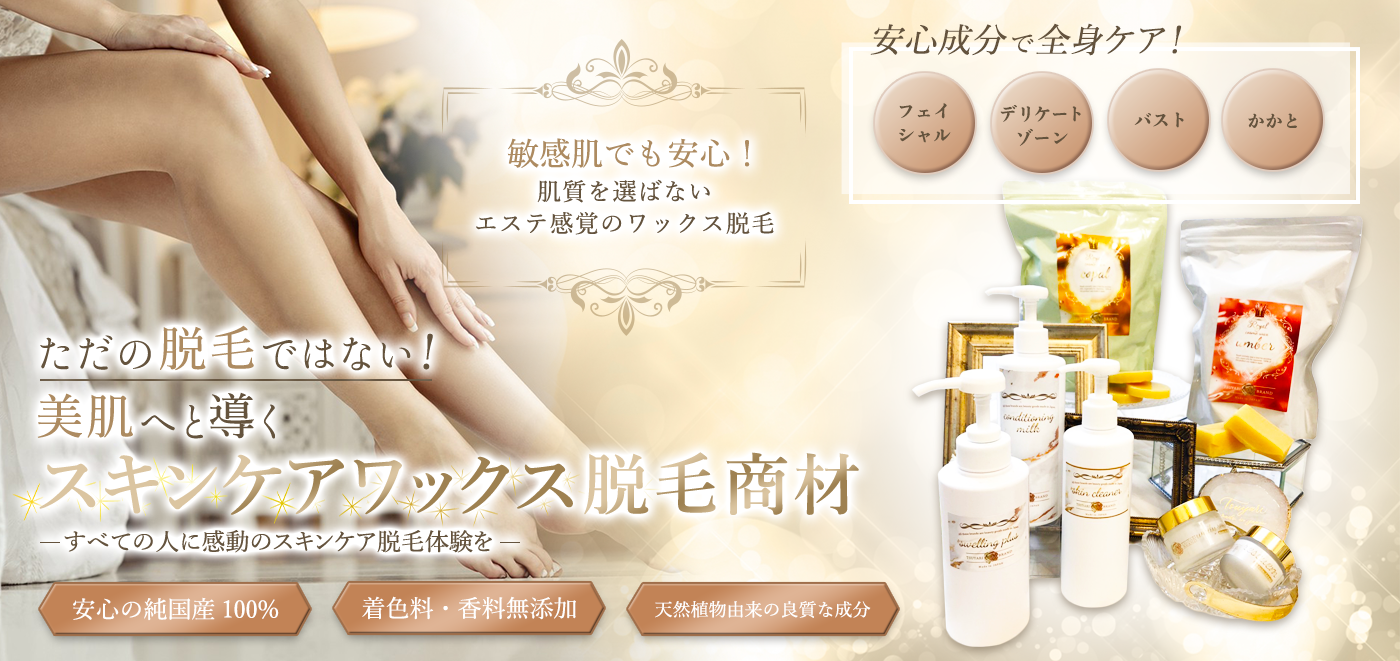 安心成分で全身ケア！
フェイ
シャル
デリケート
ゾーン
バスト
かかと
敏感肌でも安心！
肌質を選ばない
エステ感覚のワックス脱毛
ただの脱毛ではない！
美肌へと導く
スキンケアワックス脱毛商材
―すべての人に感動のスキンケア脱毛体験を―
安心の純国産 100%
着色料・香料無添加
天然植物由来の良質な成分
conditioning
milk
skin cleaner
swelling plus
umber